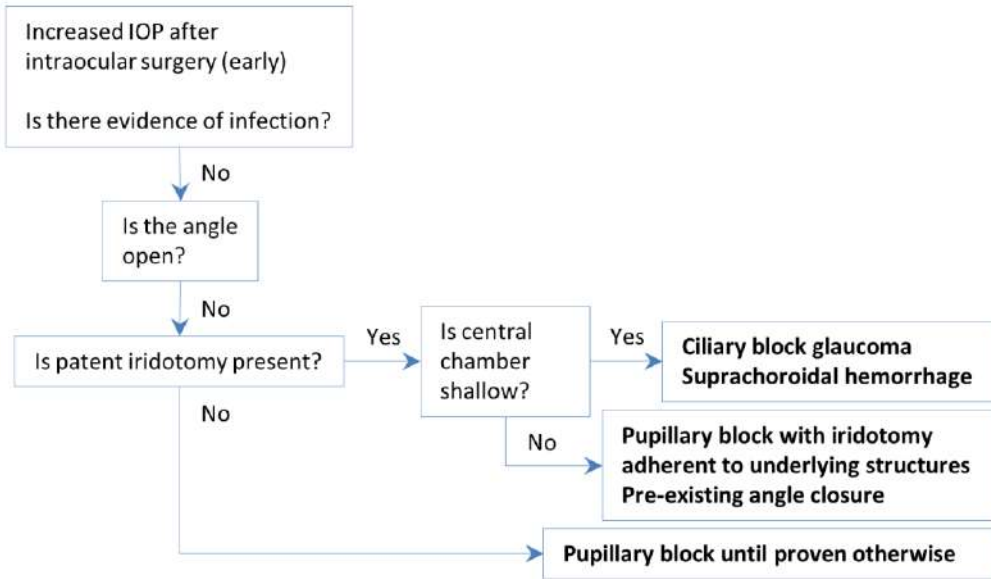 Increased IOP after
intraocular surgery (early)
Is there evidence of infection?
No
Is the angle
open?
No
Is patent iridotomy present?
Yes
Is central
chamber
shallow?
Yes
Ciliary block glaucoma
Suprachoroidal hemorrhage
No
Pupillary block with iridotomy
adherent to underlying structures
Pre-existing angle closure
No
Pupillary block until proven otherwise